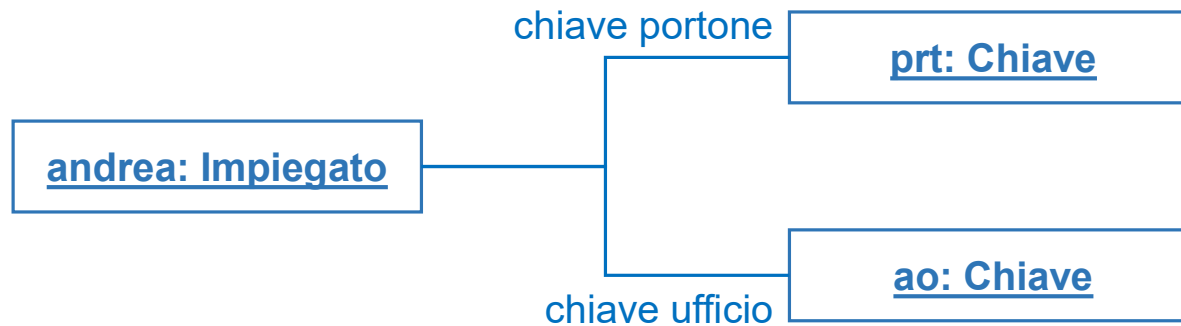 chiave portone
prt: Chiave
andrea: Impiegato
ao: Chiave
chiave ufficio